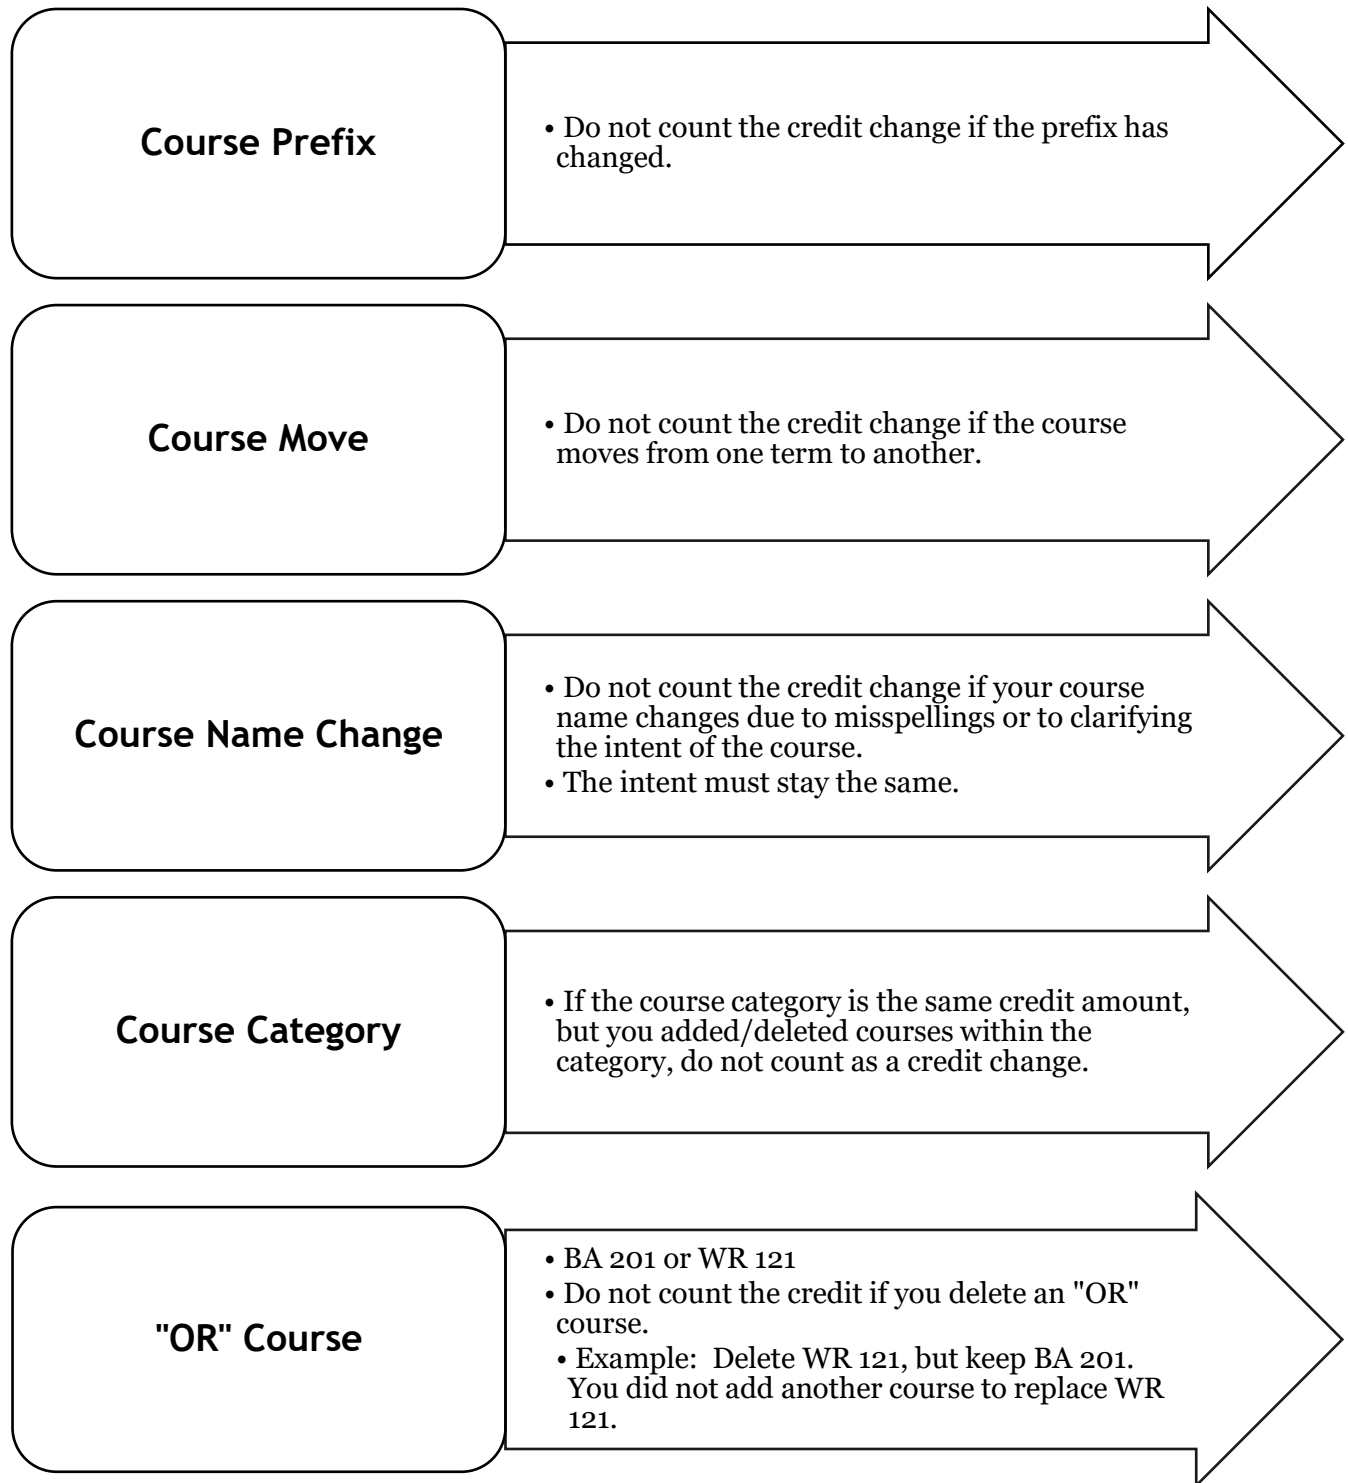 Course Prefix
• Do not count the credit change if the prefix has
changed.
Course Move
• Do not count the credit change if the course
moves from one term to another.
Course Name Change
• Do not count the credit change if your course
name changes due to misspellings or to clarifying
the intent of the course.
• The intent must stay the same.
Course Category
• If the course category is the same credit amount,
but you added/deleted courses within the
category, do not count as a credit change.
"OR" Course
• BA 201 or WR 121
• Do not count the credit if you delete an "OR"
course.
• Example:  Delete WR 121, but keep BA 201.
You did not add another course to replace WR
121.